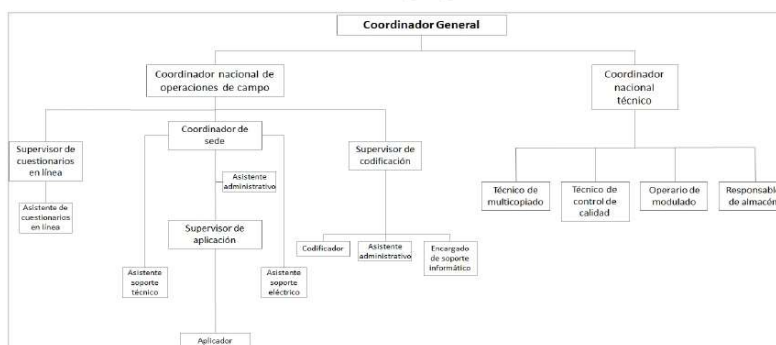 Coordinador General
Coordinador nacional de
operaciones de campo
Coordinador
nacional
técnico
Supervisor de
cuestionarios
en línea
Coordinador de
sede
Supervisor de
codificación
Asistente
administrativo
Asistente de
cuestionarios
en línea
Técnico de
multicopiado
Técnico de
control de
calidad
Operario de
modulado
Responsable
de almacén
Supervisor de
aplicación
Codificador
Asistente
administrativo
Encargado
de soporte
informático
Asistente
soporte
técnico
Asistente
soporte
eléctrico
Aplicador